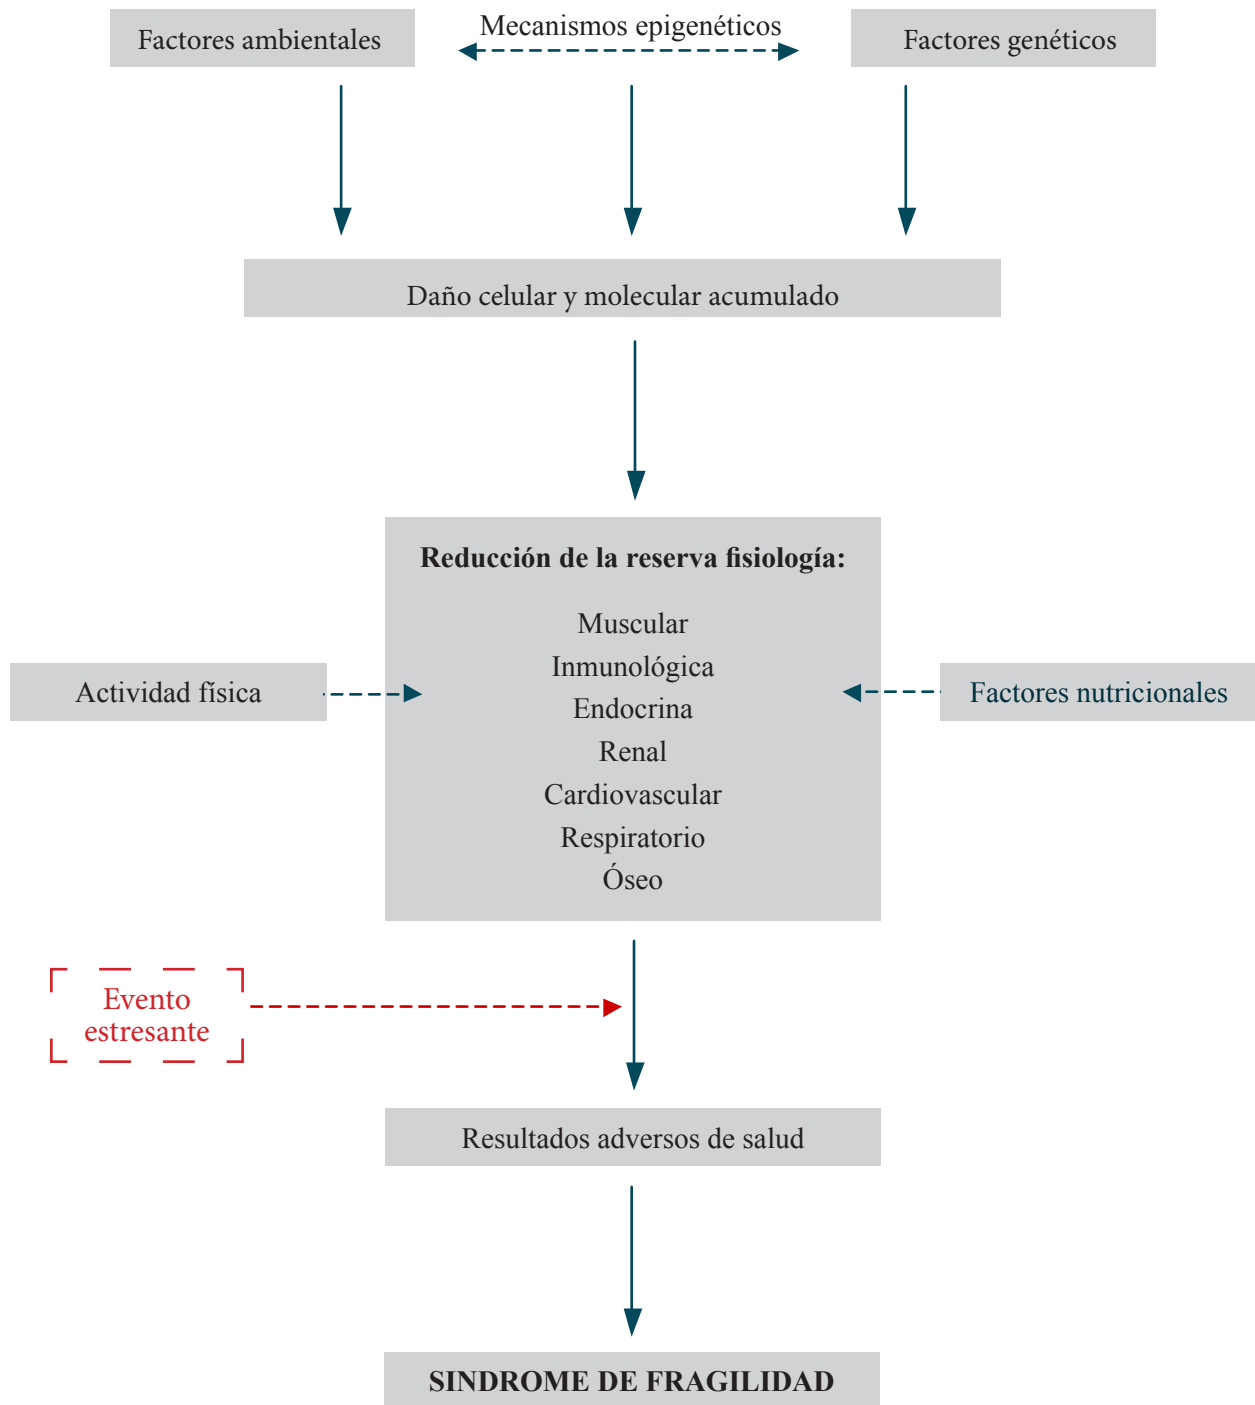 Factores ambientales
Mecanismos epigenéticos
Factores genéticos
Daño celular y molecular acumulado
Reducción de la reserva fisiología:
Muscular
Inmunológica
Endocrina
Renal
Cardiovascular
Respiratorio
Óseo
Actividad física
Factores nutricionales
Evento
estresante
Resultados adversos de salud
SINDROME DE FRAGILIDAD